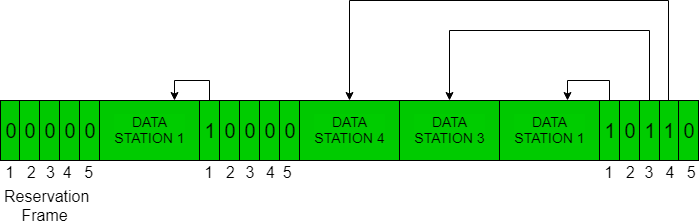 0 0 0 0 0 DATA STATION 1 1 0 0 0 0 DATA STATION 4 DATA STATION 3 DATA STATION 1 1 0 1 1 0
1 2 3 4 5 1 2 3 4 5 1 2 3 4 5
Reservation
Frame